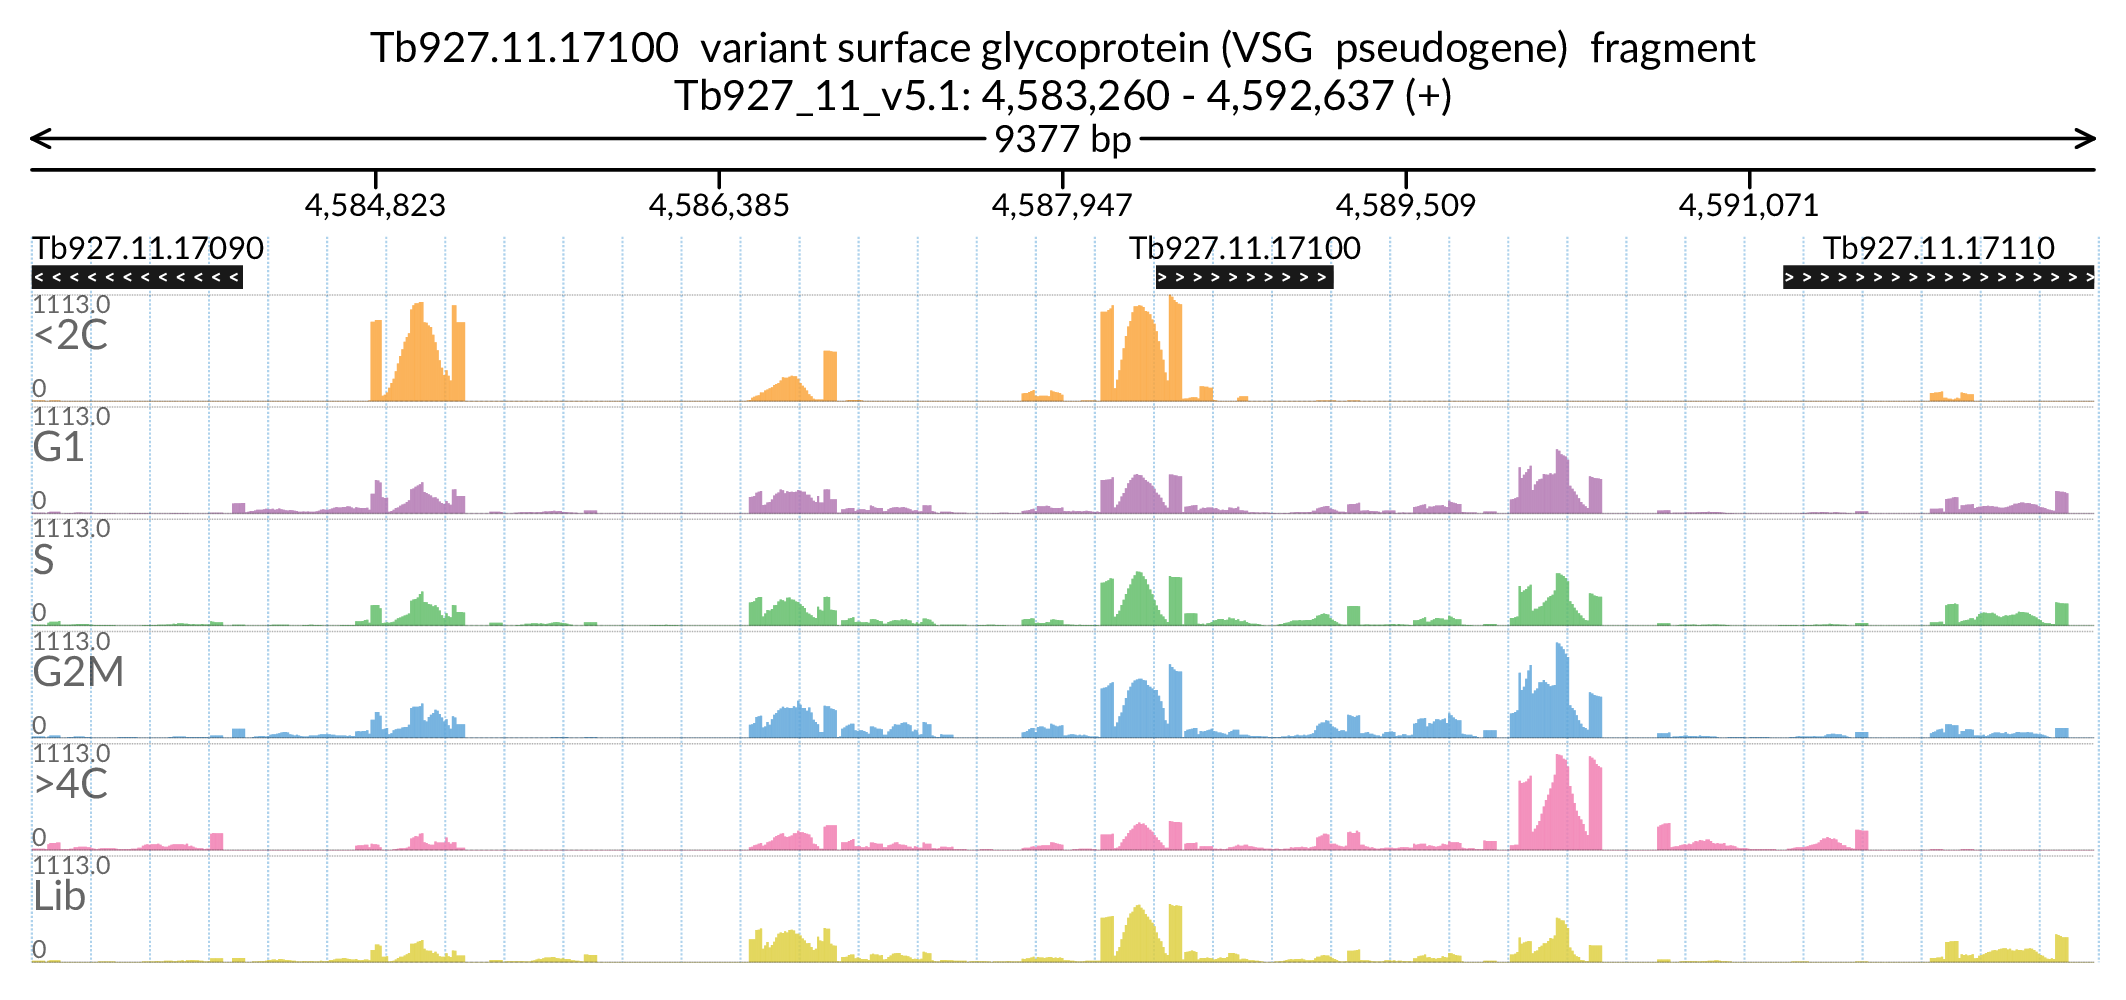 Tb927.11.17100 variant surface glycoprotein (VSG pseudogene) fragment
Tb927_11_v5.1: 4,583,260 - 4,592,637 (+)
9377 bp
4,584,823 4,586,385 4,587,947 4,589,509 4,591,071
Tb927.11.17090 Tb927.11.17100 Tb927.11.17110
1113.0
<2C
0
1113.0
G1
0
1113.0
S
0
1113.0
G2M
0
1113.0
>4C
0
1113.0
Lib
0